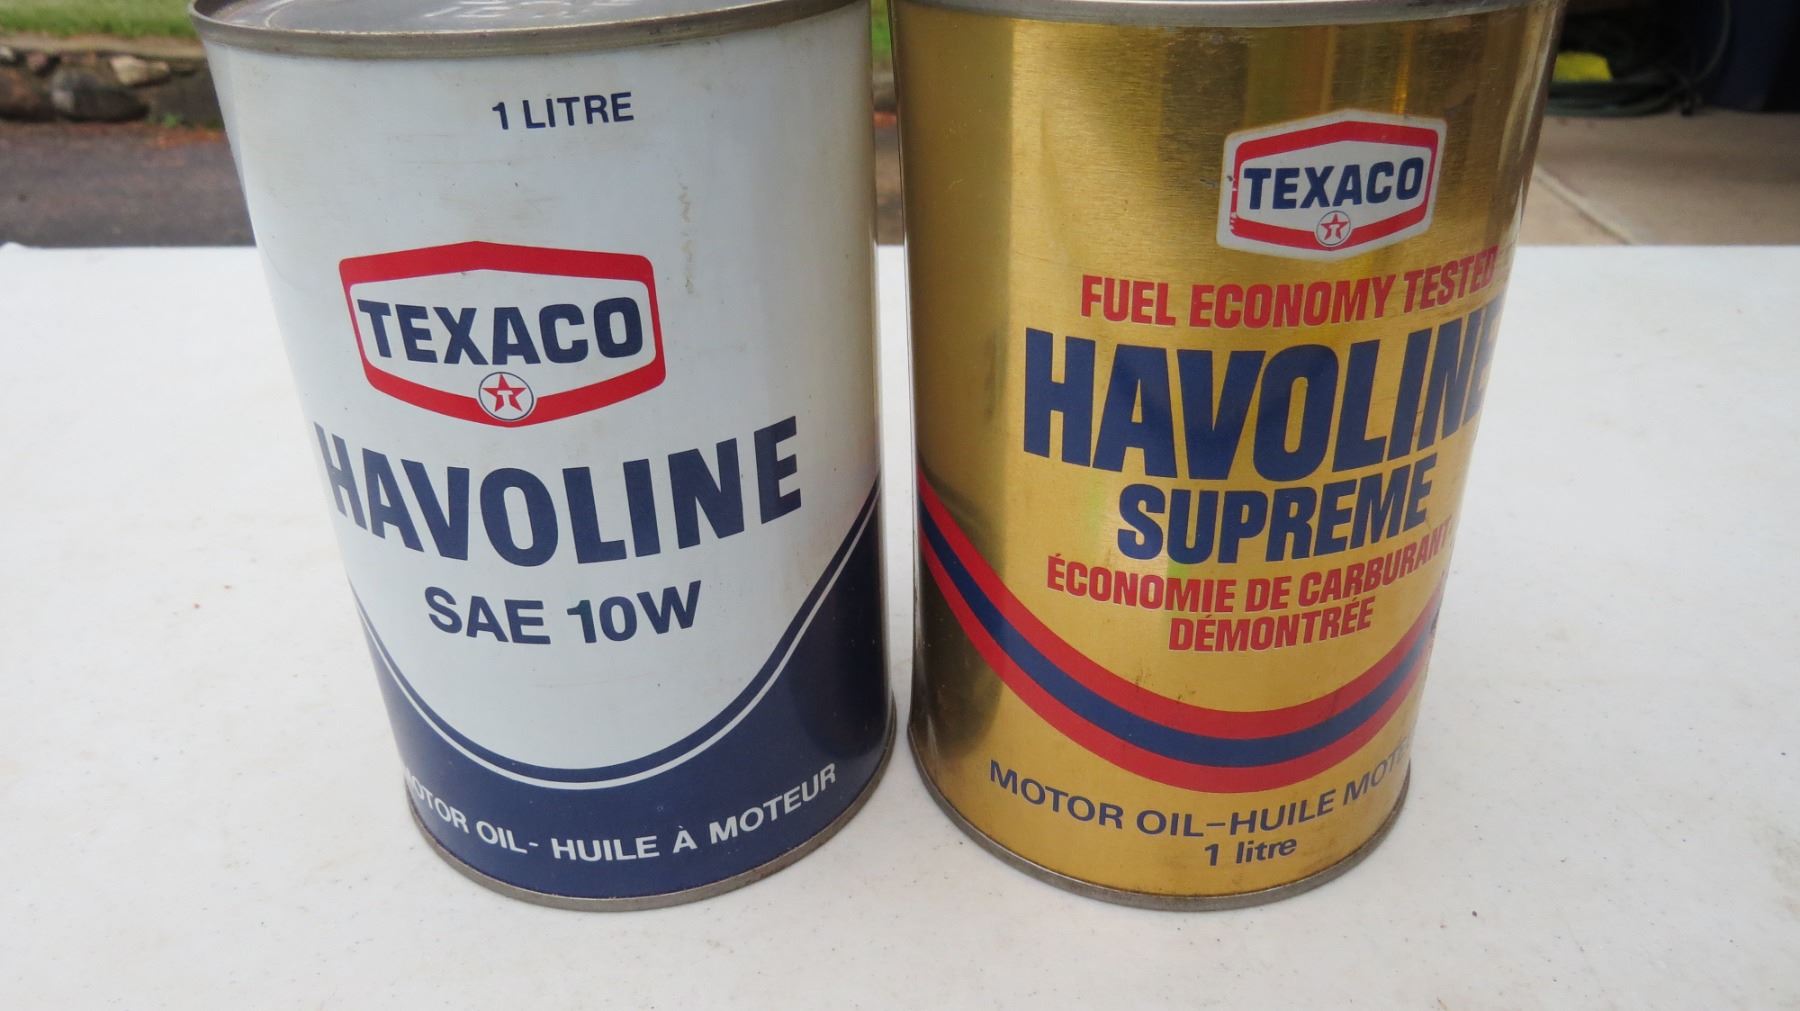 1 LITRE
TEXACO
T
HAVOLINE
SAE 10W
MOTOR OIL- HUILE À MOTEUR
TEXACO
T
FUEL ECONOMY TESTED
HAVOLINE
SUPREME
ÉCONOMIE DE CARBURANT
DÉMONTRÉE
MOTOR OIL-HUILE
1 litre